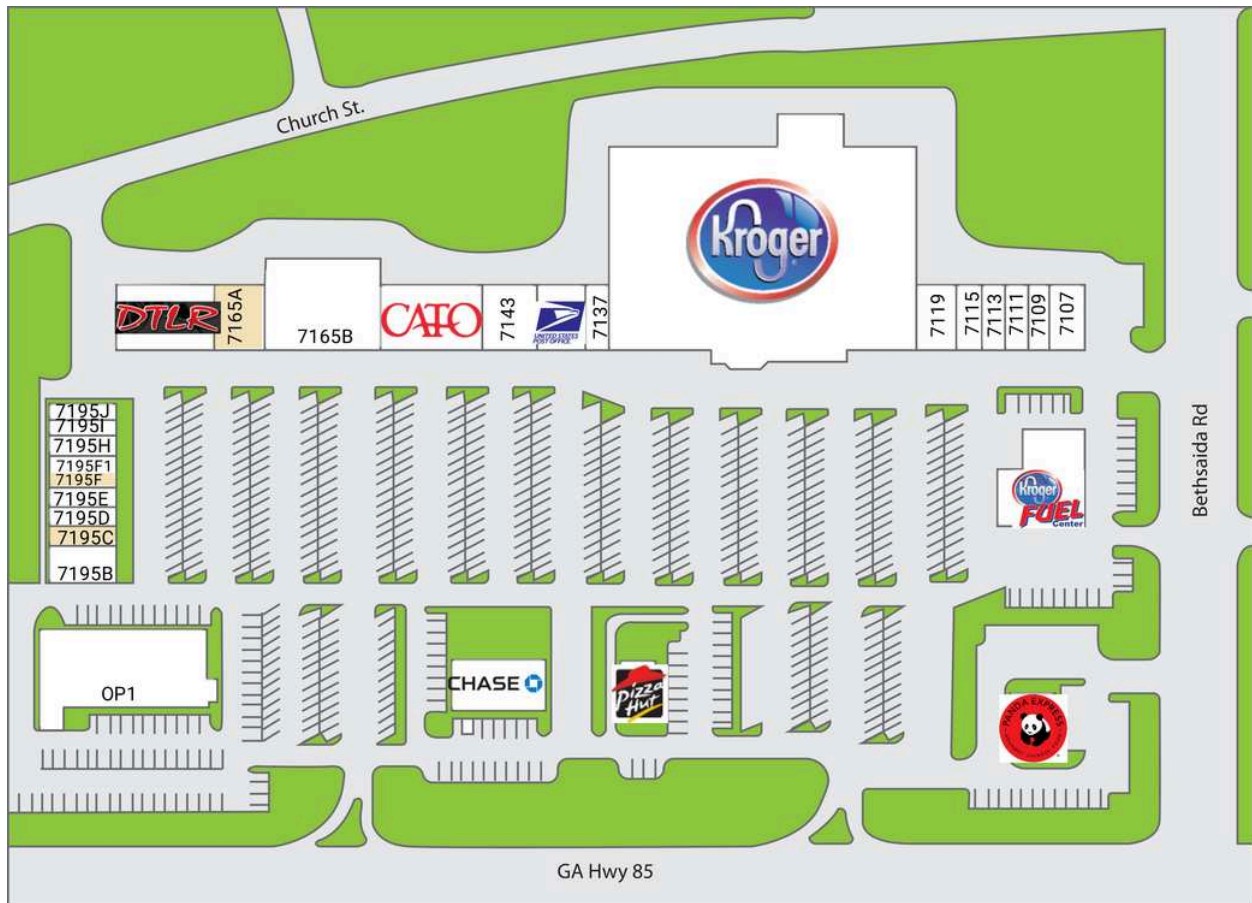 Church St.
Kroger
DTLR
7165A
7165B
CATO
7143
UNITED STATES
POST OFFICE
7137
7119
7115
7113
7111
7109
7107
7195J
7195I
7195H
7195F1
7195F
7195E
7195D
7195C
7195B
Kroger
FUEL
Center
Bethsaida Rd
OP1
CHASE
Pizza
Hut
PANDA EXPRESS
GA Hwy 85